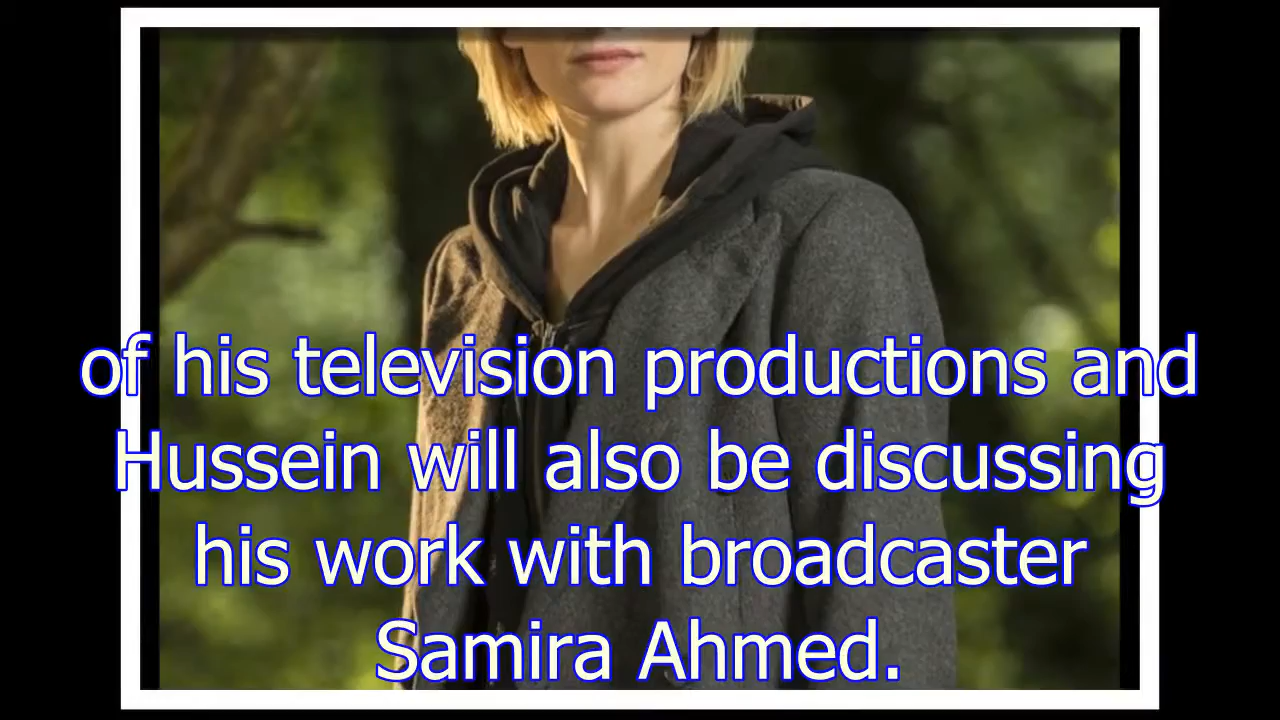 of his television productions and
Hussein will also be discussing
his work with broadcaster
Samira Ahmed.